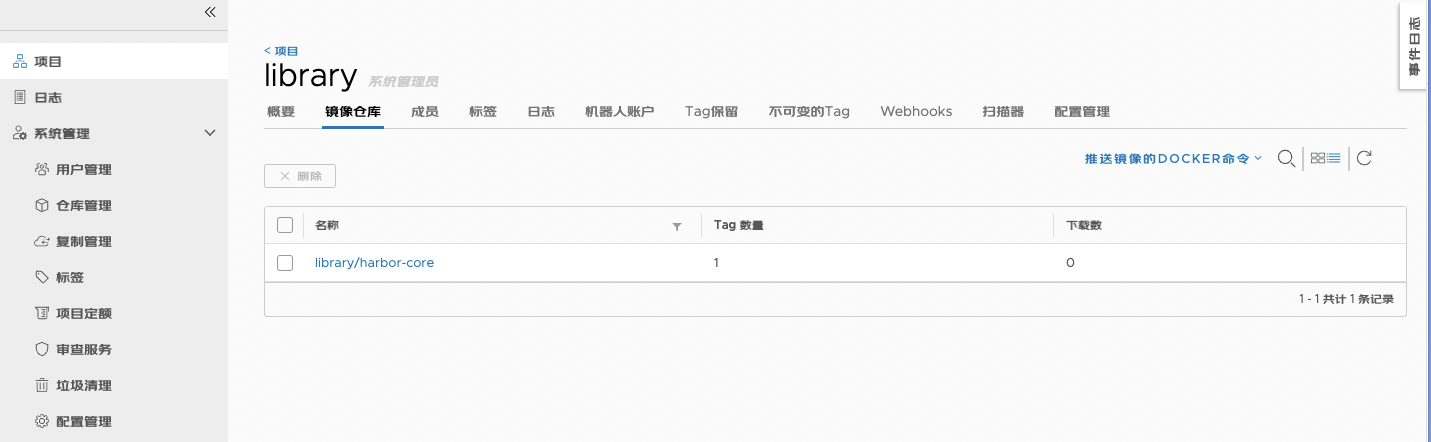 项目
日志
系统管理
用户管理
仓库管理
复制管理
标签
项目定额
审查服务
垃圾清理
配置管理
< 项目
library 系统管理员
概要 镜像仓库 成员 标签 日志 机器人账户 Tag保留 不可变的Tag Webhooks 扫描器 配置管理
推送镜像的DOCKER命令
删除
名称 Tag 数量 下载数
library/harbor-core 1 0
1 - 1 共计 1 条记录
事件日志